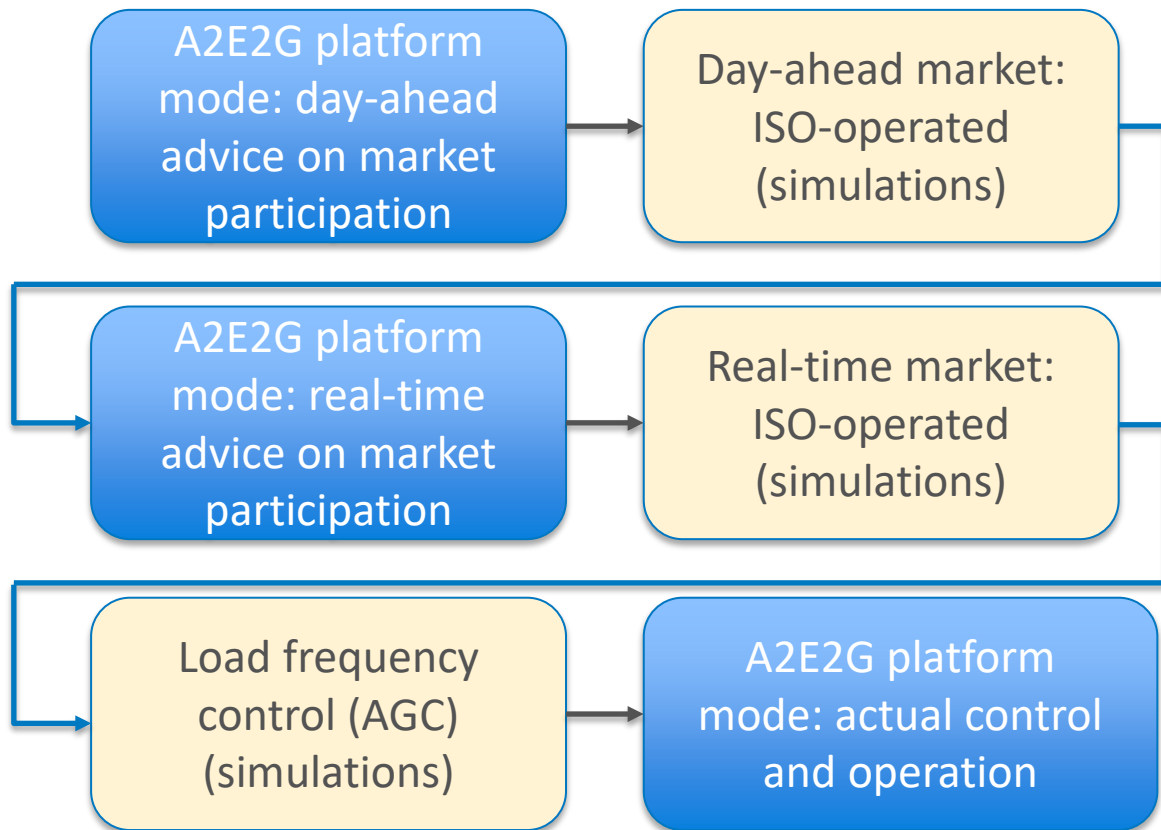 A2E2G platform
mode: day-ahead
advice on market
participation
Day-ahead market:
ISO-operated
(simulations)
A2E2G platform
mode: real-time
advice on market
participation
Real-time market:
ISO-operated
(simulations)
Load frequency
control (AGC)
(simulations)
A2E2G platform
mode: actual control
and operation